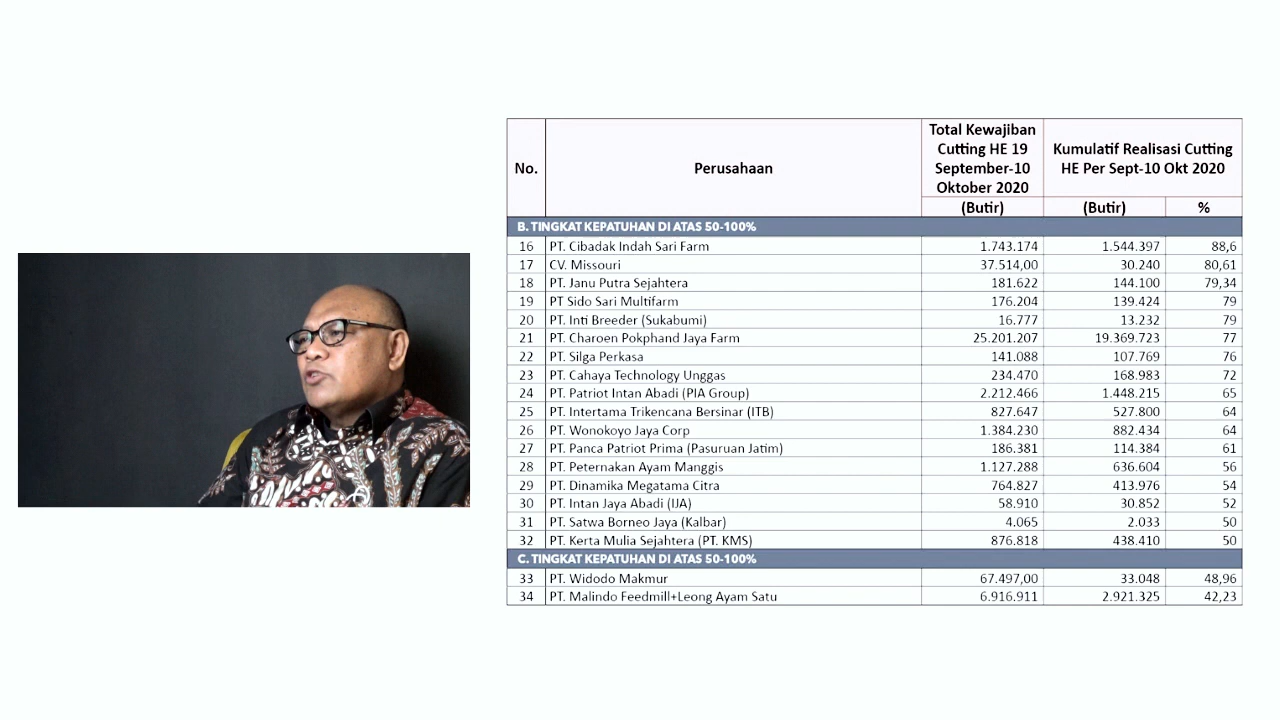 No. Perusahaan Total Kewajiban Cutting HE 19 September-10 Oktober 2020 Kumulatif Realisasi Cutting HE Per Sept-10 Okt 2020
(Butir) (Butir) %
B. TINGKAT KEPATUHAN DI ATAS 50-100%
16 PT. Cibadak Indah Sari Farm 1.743.174 1.544.397 88,6
17 CV. Missouri 37.514,00 30.240 80,61
18 PT. Janu Putra Sejahtera 181.622 144.100 79,34
19 PT Sido Sari Multifarm 176.204 139.424 79
20 PT. Inti Breeder (Sukabumi) 16.777 13.232 79
21 PT. Charoen Pokphand Jaya Farm 25.201.207 19.369.723 77
22 PT. Silga Perkasa 141.088 107.769 76
23 PT. Cahaya Technology Unggas 234.470 168.983 72
24 PT. Patriot Intan Abadi (PIA Group) 2.212.466 1.448.215 65
25 PT. Intertama Trikencana Bersinar (ITB) 827.647 527.800 64
26 PT. Wonokoyo Jaya Corp 1.384.230 882.434 64
27 PT. Panca Patriot Prima (Pasuruan Jatim) 186.381 114.384 61
28 PT. Peternakan Ayam Manggis 1.127.288 636.604 56
29 PT. Dinamika Megatama Citra 764.827 413.976 54
30 PT. Intan Jaya Abadi (IJA) 58.910 30.852 52
31 PT. Satwa Borneo Jaya (Kalbar) 4.065 2.033 50
32 PT. Kerta Mulia Sejahtera (PT. KMS) 876.818 438.410 50
C. TINGKAT KEPATUHAN DI ATAS 50-100%
33 PT. Widodo Makmur 67.497,00 33.048 48,96
34 PT. Malindo Feedmill+Leong Ayam Satu 6.916.911 2.921.325 42,23